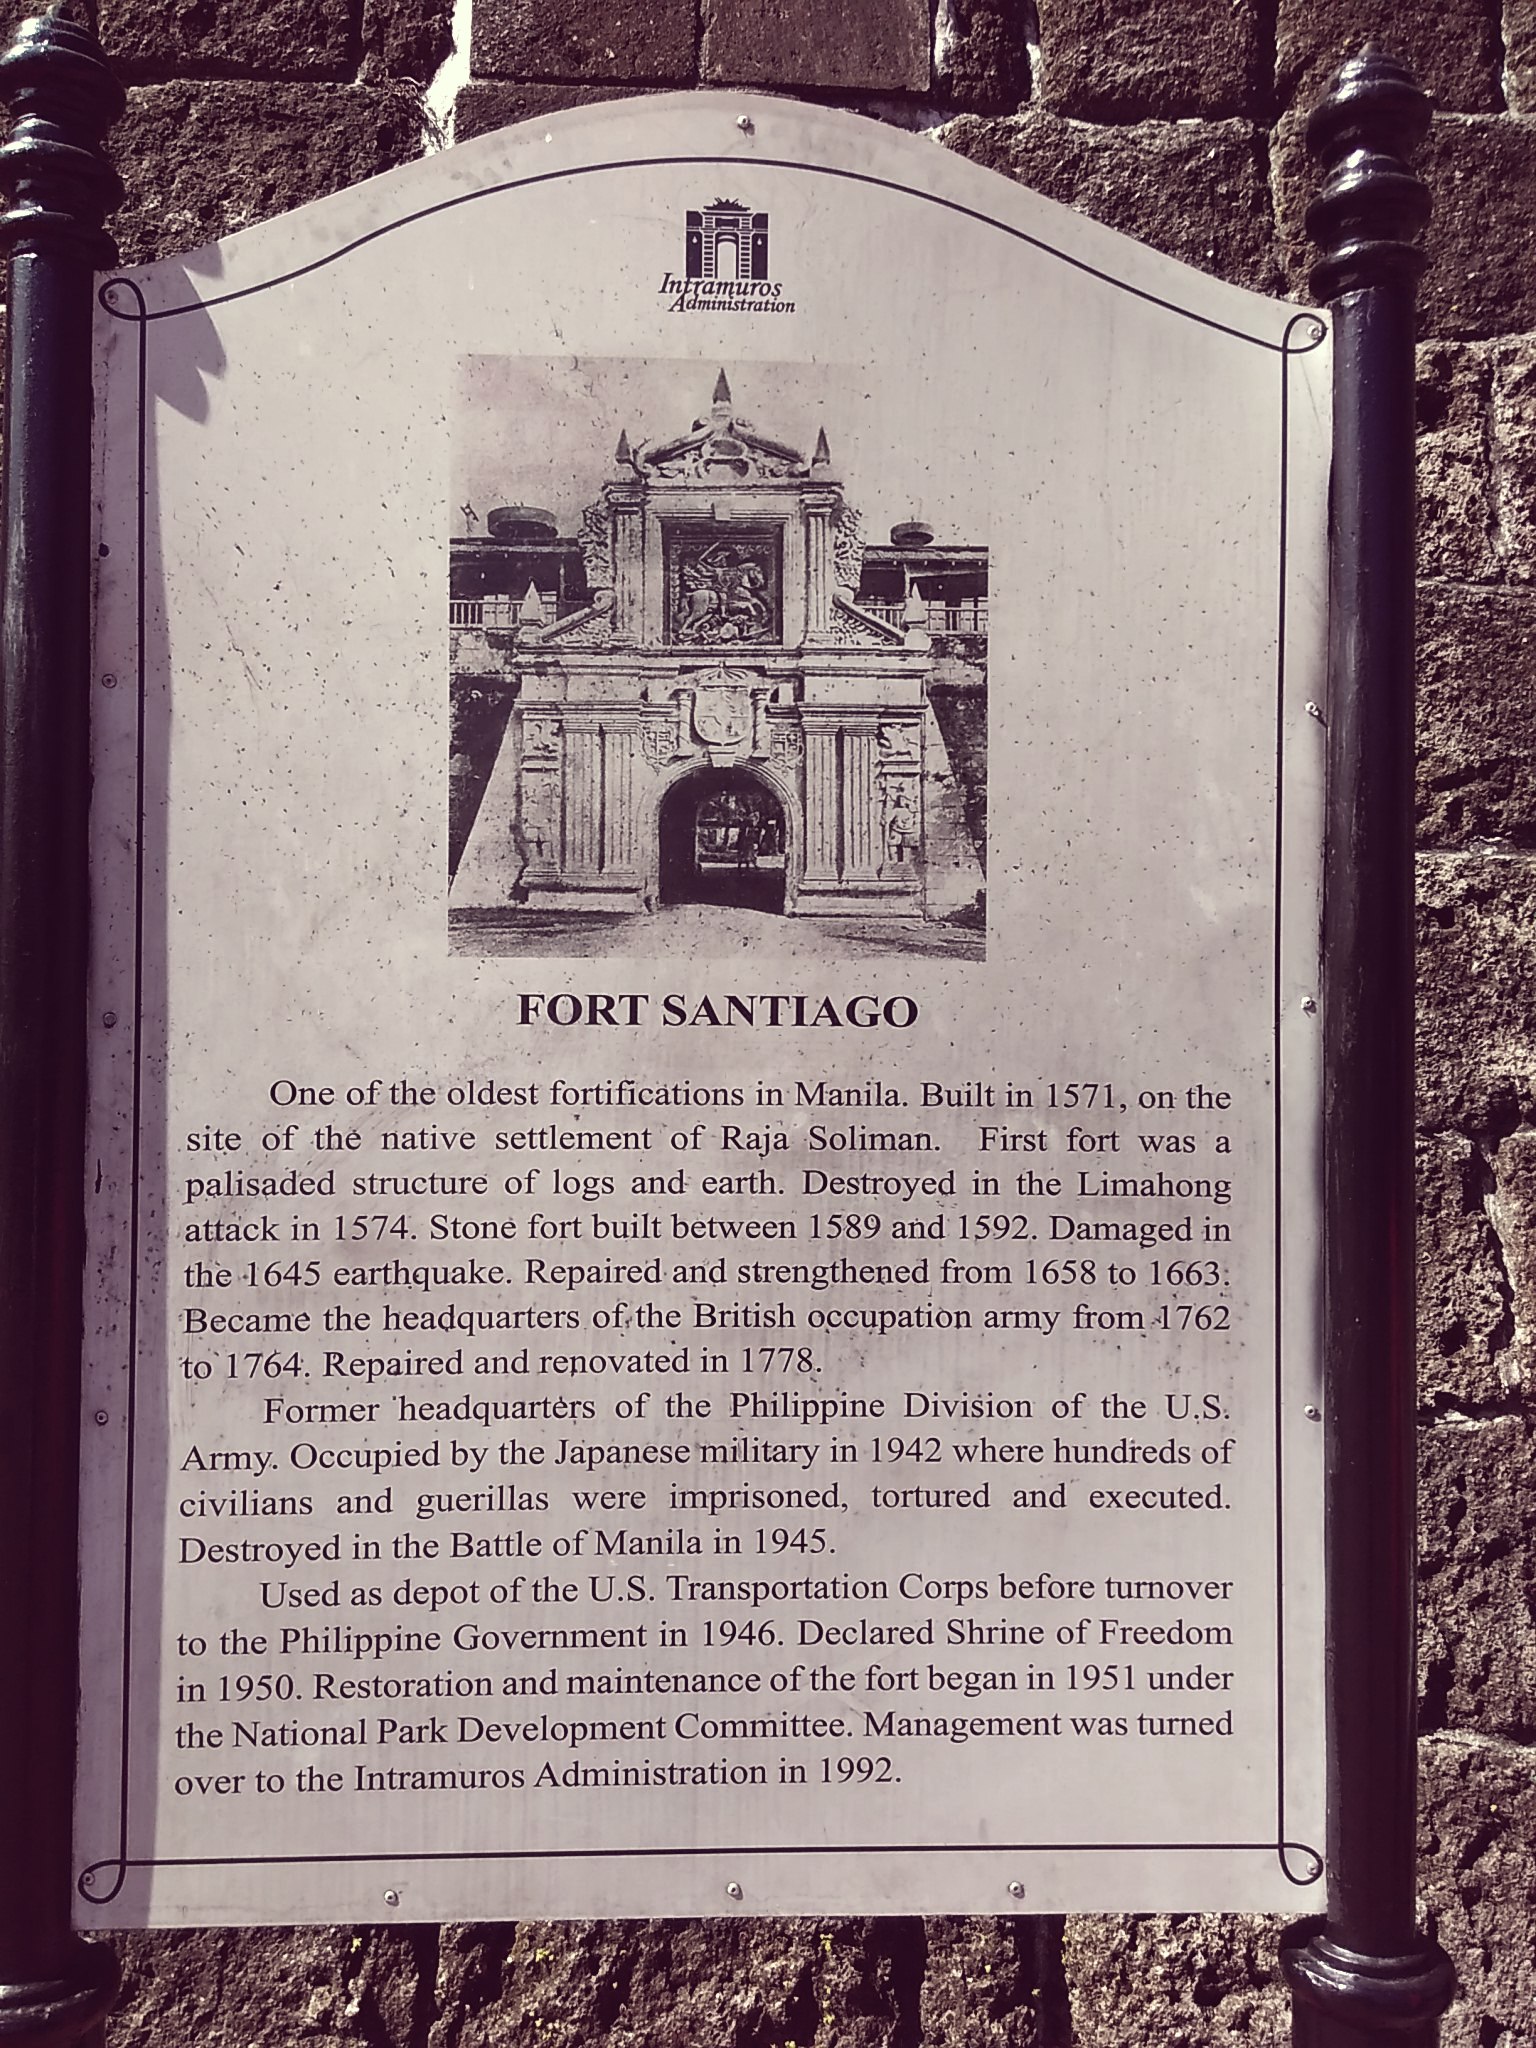 Intramuros
Administration
FORT SANTIAGO
One of the oldest fortifications in Manila. Built in 1571, on the
site of the native settlement of Raja Soliman. First fort was a
palisaded structure of logs and earth. Destroyed in the Limahong
attack in 1574. Stone fort built between 1589 and 1592. Damaged in
the 1645 earthquake. Repaired and strengthened from 1658 to 1663.
Became the headquarters of the British occupation army from 1762
to 1764. Repaired and renovated in 1778.
Former headquarters of the Philippine Division of the U.S.
Army. Occupied by the Japanese military in 1942 where hundreds of
civilians and guerillas were imprisoned, tortured and executed.
Destroyed in the Battle of Manila in 1945.
Used as depot of the U.S. Transportation Corps before turnover
to the Philippine Government in 1946. Declared Shrine of Freedom
in 1950. Restoration and maintenance of the fort began in 1951 under
the National Park Development Committee. Management was turned
over to the Intramuros Administration in 1992.